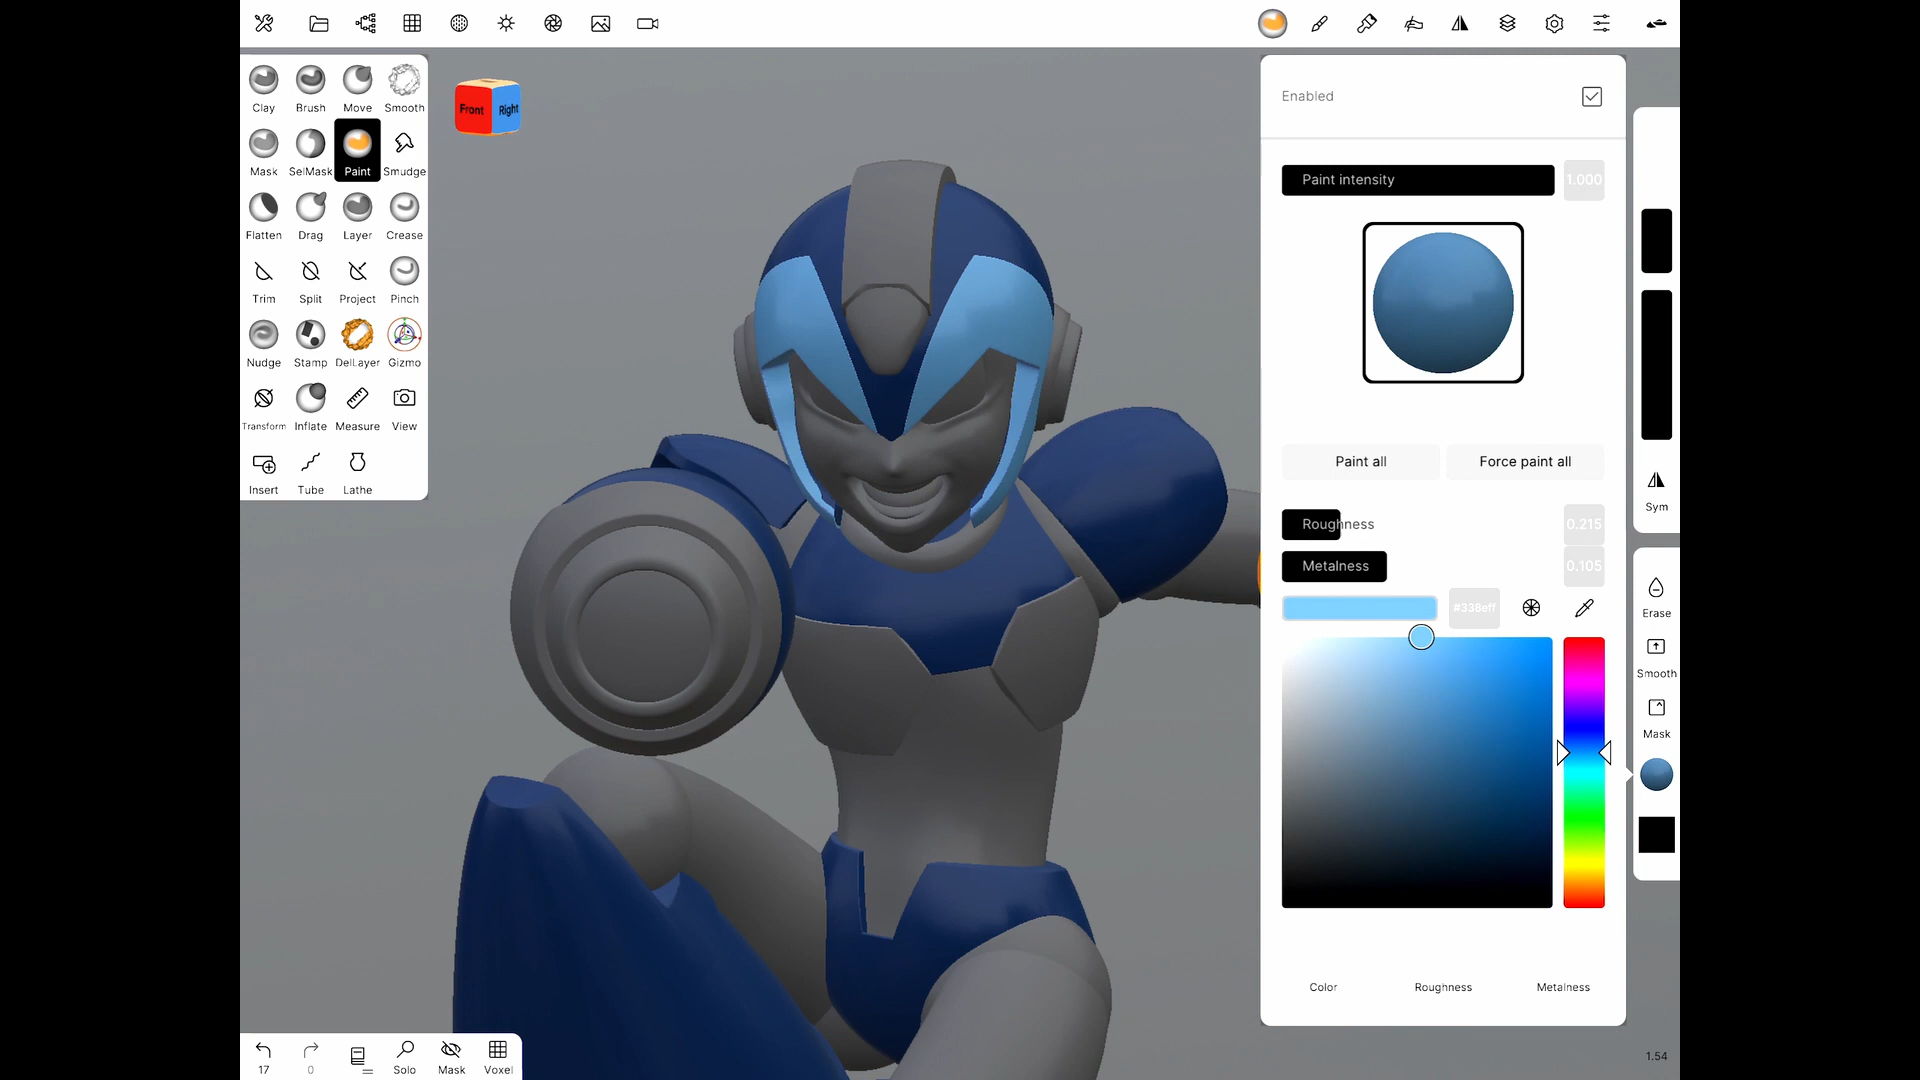 Clay Brush Move Smooth
Mask SelMask Paint Smudge
Flatten Drag Layer Crease
Trim Split Project Pinch
Nudge Stamp DelLayer Gizmo
Transform Inflate Measure View
Insert Tube Lathe
Front Right
Enabled
Paint intensity 1.000
Paint all Force paint all
Roughness 0.215
Metalness 0.105
#338eff
Color Roughness Metalness
Sym
Erase
Smooth
Mask
17 0 Solo Mask Voxel
1.54